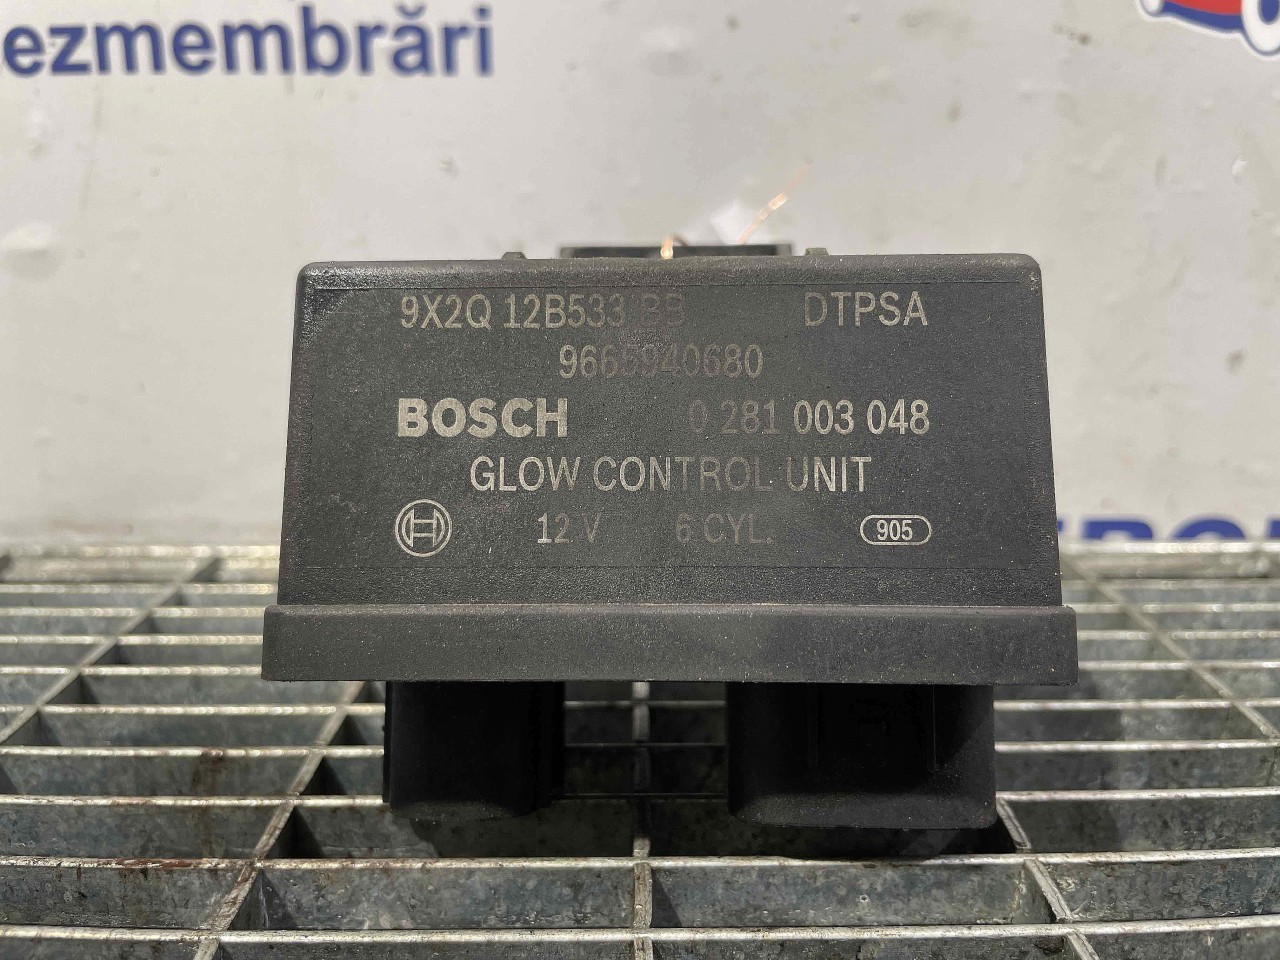 ezmembrări
9X2Q 12B533 BB DTPSA
9665940680
BOSCH 0 281 003 048
GLOW CONTROL UNIT
12 V 6 CYL. 905